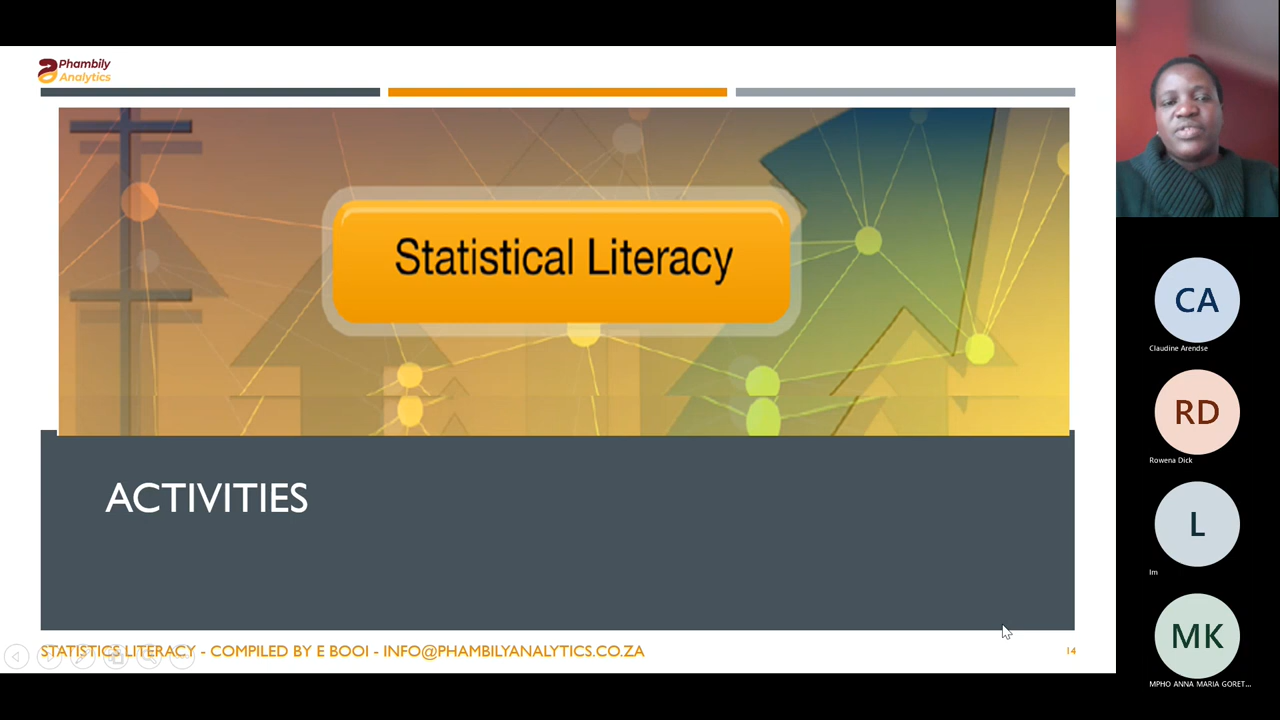 Phambily
Analytics
Statistical Literacy
ACTIVITIES
STATISTICS LITERACY - COMPILED BY E BOOI - INFO@PHAMBILYANALYTICS.CO.ZA
14
CA
Claudine Arendse
RD
Rowena Dick
L
lm
MK
MPHO ANNA MARIA GORET...